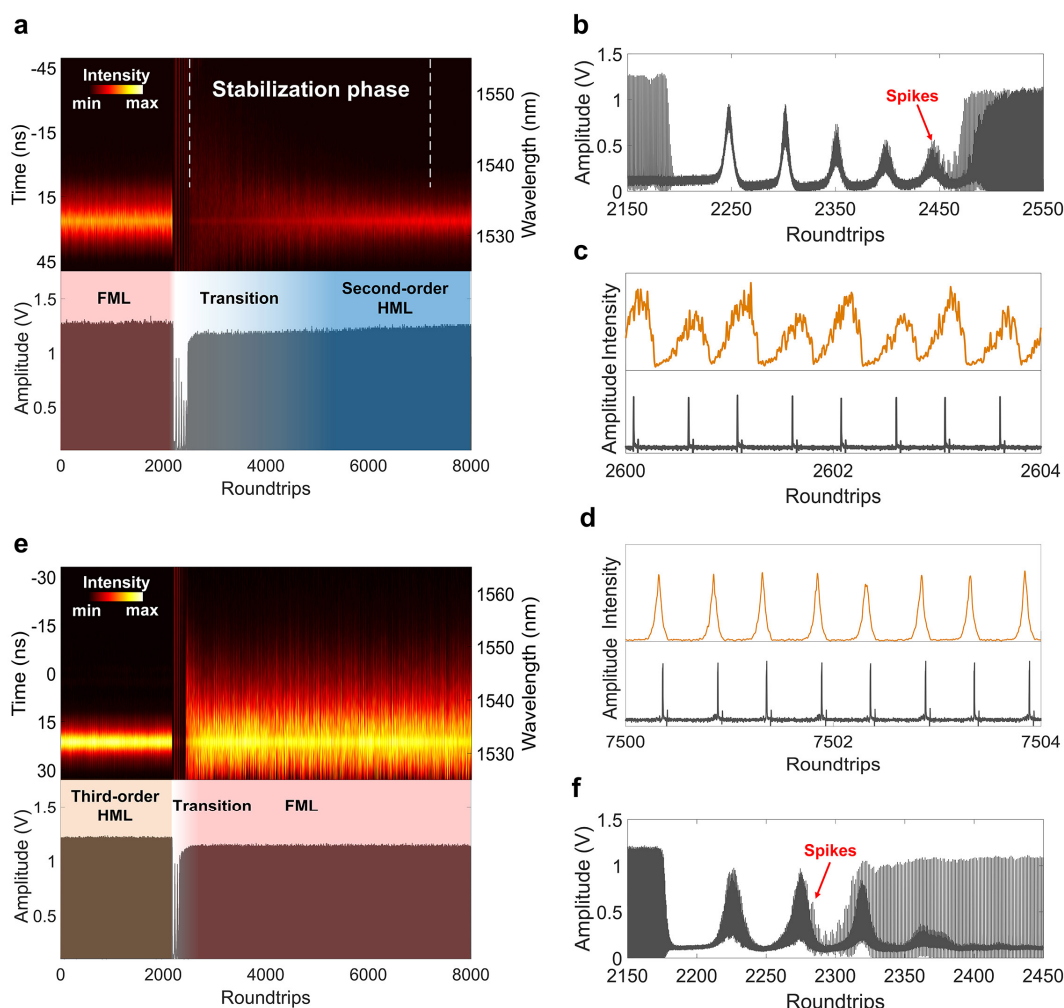 a
Intensity
min max
Stabilization phase
-45
-15
15
45
Time (ns)
1550
1540
1530
Wavelength (nm)
FML
Transition
Second-order
HML
1.5
1
0.5
Amplitude (V)
0 2000 4000 6000 8000
Roundtrips
b
1.5
1
0.5
0
Amplitude (V)
Spikes
2150 2250 2350 2450 2550
Roundtrips
c
Intensity
Amplitude
2600 2602 2604
Roundtrips
d
Intensity
Amplitude
7500 7502 7504
Roundtrips
e
Intensity
min max
-30
-15
0
15
30
Time (ns)
1560
1550
1540
1530
Wavelength (nm)
Third-order
HML
Transition
FML
1.5
1
0.5
Amplitude (V)
0 2000 4000 6000 8000
Roundtrips
f
1.5
1
0.5
0
Amplitude (V)
Spikes
2150 2200 2250 2300 2350 2400 2450
Roundtrips